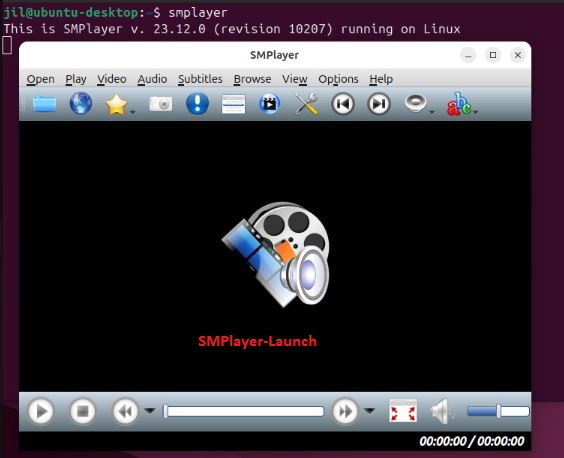 jil@ubuntu-desktop:~$ smplayer
This is SMPlayer v. 23.12.0 (revision 10207) running on Linux
SMPlayer
Open Play Video Audio Subtitles Browse View Options Help
abc
SMPlayer-Launch
00:00:00 / 00:00:00